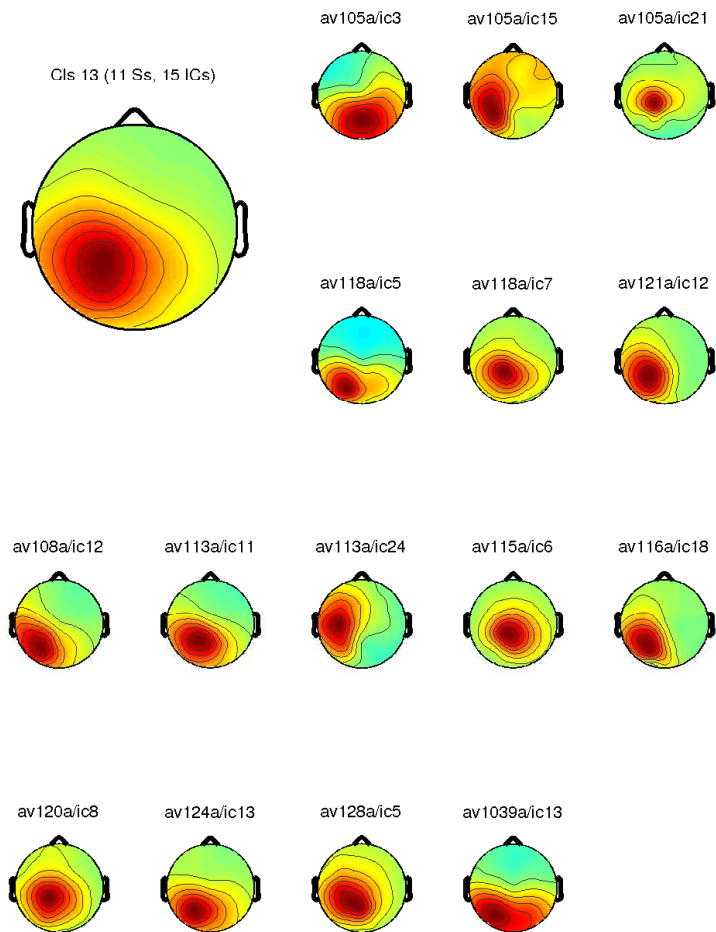 av105a/ic3
av105a/ic15
av105a/ic21
Cls 13 (11 Ss, 15 ICs)
av118a/ic5
av118a/ic7
av121a/ic12
av108a/ic12
av113a/ic11
av113a/ic24
av115a/ic6
av116a/ic18
av120a/ic8
av124a/ic13
av128a/ic5
av1039a/ic13